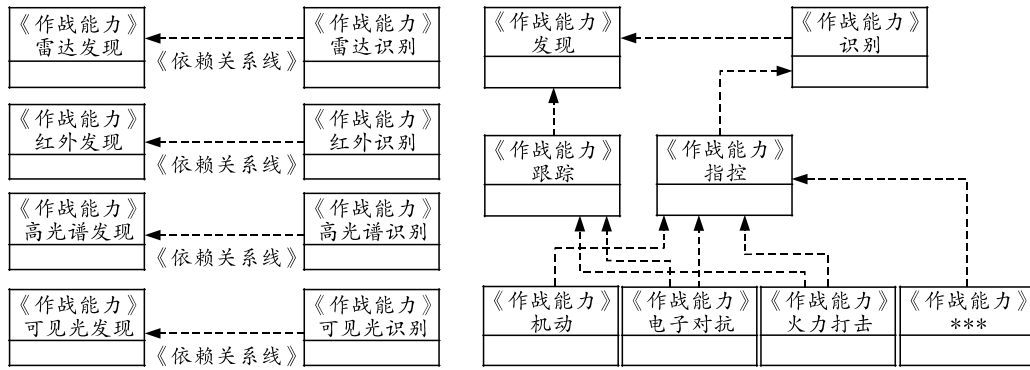 《作战能力》
雷达发现
《依赖关系线》
《作战能力》
雷达识别
《作战能力》
红外发现
《依赖关系线》
《作战能力》
红外识别
《作战能力》
高光谱发现
《依赖关系线》
《作战能力》
高光谱识别
《作战能力》
可见光发现
《依赖关系线》
《作战能力》
可见光识别
《作战能力》
发现
《作战能力》
识别
《作战能力》
跟踪
《作战能力》
指控
《作战能力》
机动
《作战能力》
电子对抗
《作战能力》
火力打击
《作战能力》
***